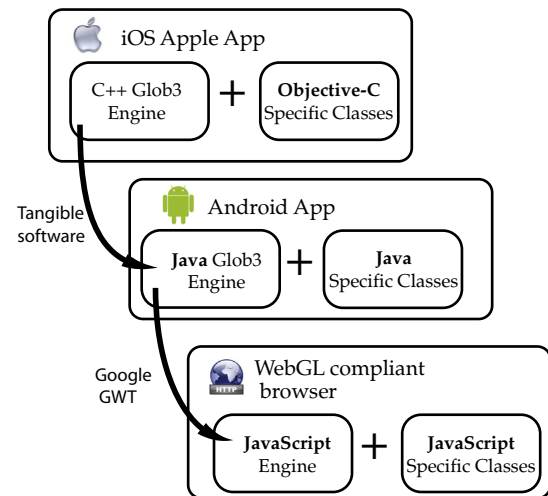 iOS Apple App
C++ Glob3
Engine
+
Objective-C
Specific Classes
Tangible
software
Android App
Java Glob3
Engine
+
Java
Specific Classes
Google
GWT
HTTP
WebGL compliant
browser
JavaScript
Engine
+
JavaScript
Specific Classes